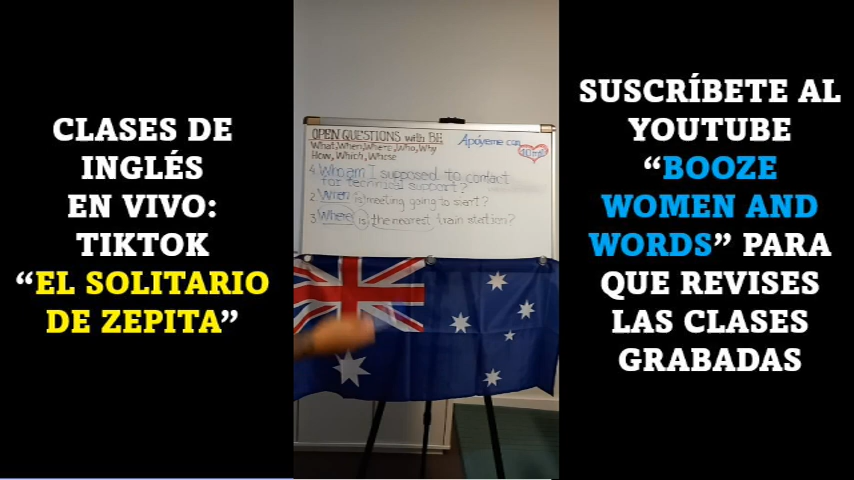 CLASES DE
INGLÉS
EN VIVO:
TIKTOK
“EL SOLITARIO
DE ZEPITA”
OPEN QUESTIONS with BE
What, When, Where, Who, Why
How, Which, Whose
Apóyeme con
4. Who am I supposed to contact
for technical support?
2. When is meeting going to start?
3. Where is the nearest train station?
SUSCRÍBETE AL
YOUTUBE
“BOOZE
WOMEN AND
WORDS” PARA
QUE REVISES
LAS CLASES
GRABADAS